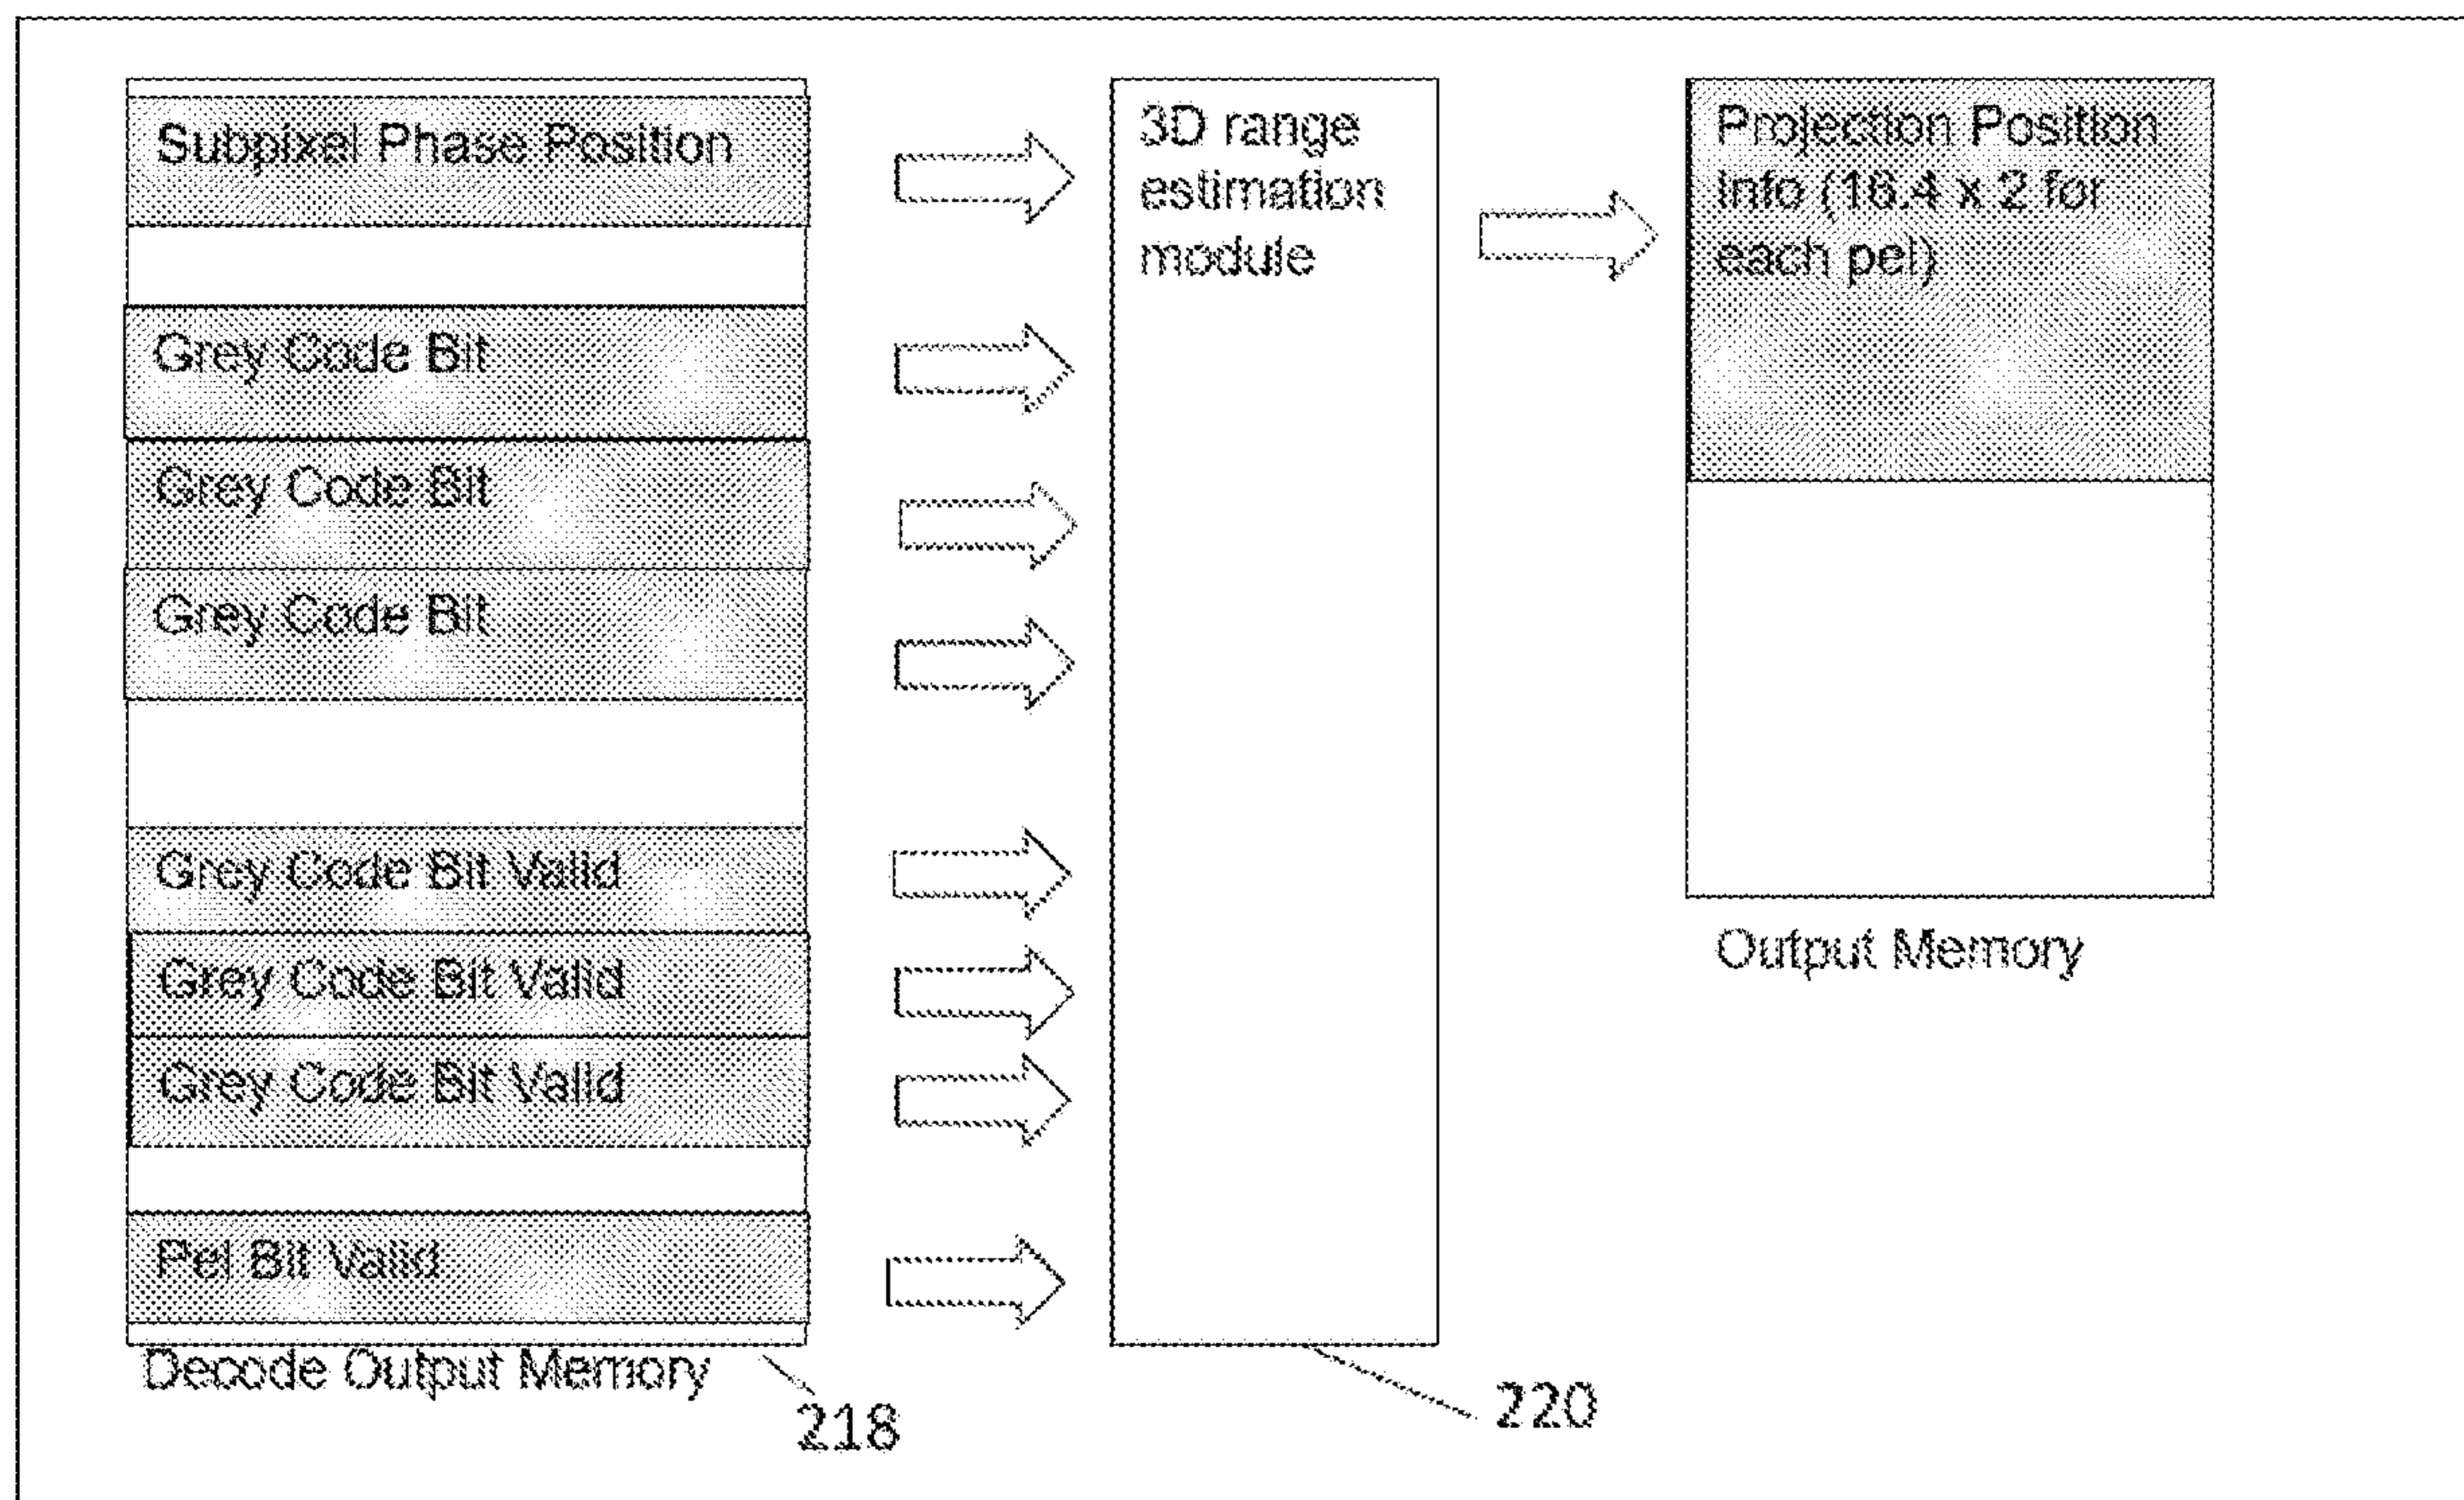 Subpixel Phase Position
Grey Code Bit
Grey Code Bit
Grey Code Bit
Grey Code Bit Valid
Grey Code Bit Valid
Grey Code Bit Valid
Pel Bit Valid
Decode Output Memory
218
3D range
estimation
module
220
Projection Position
Info (16.4 x 2 for
each pel)
Output Memory